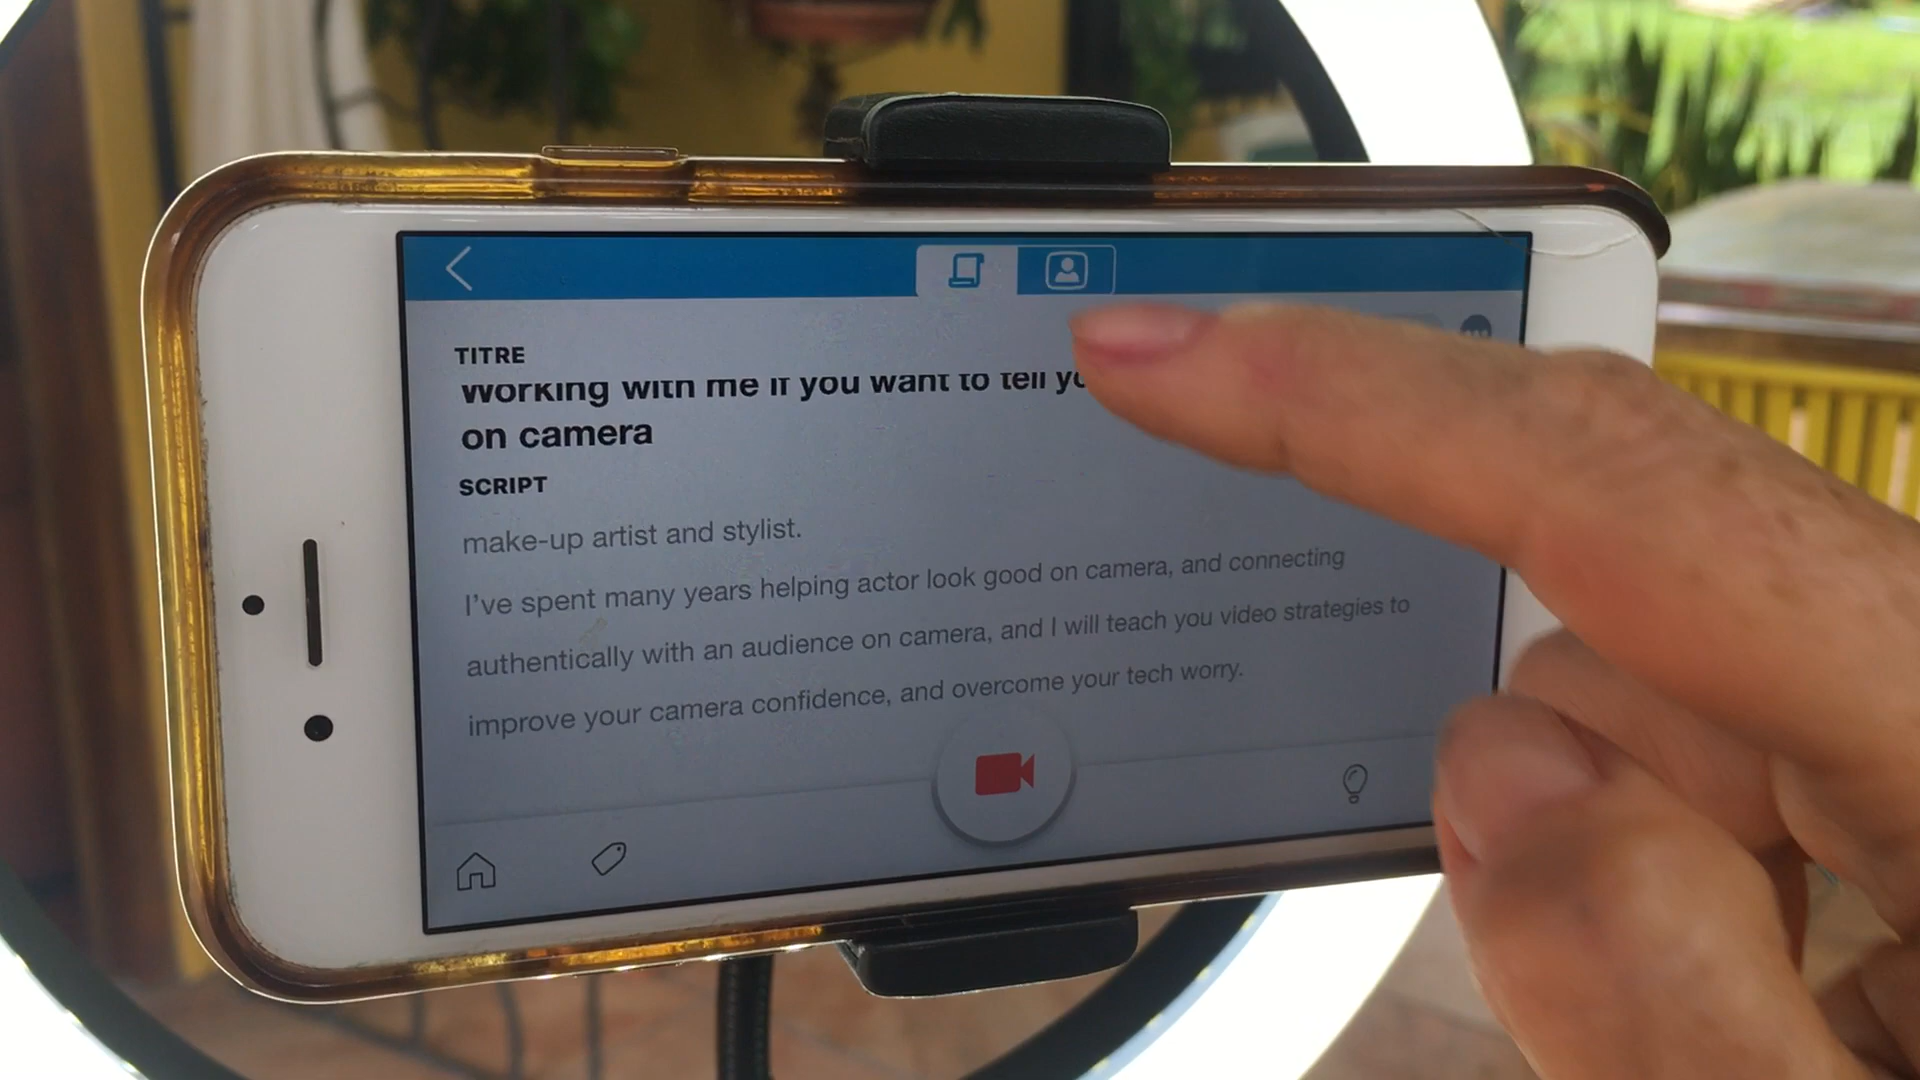 TITRE
Working with me if you want to tell
on camera
SCRIPT
make-up artist and stylist.
I've spent many years helping actor look good on camera, and connecting
authentically with an audience on camera, and I will teach you video strategies to
improve your camera confidence, and overcome your tech worry.